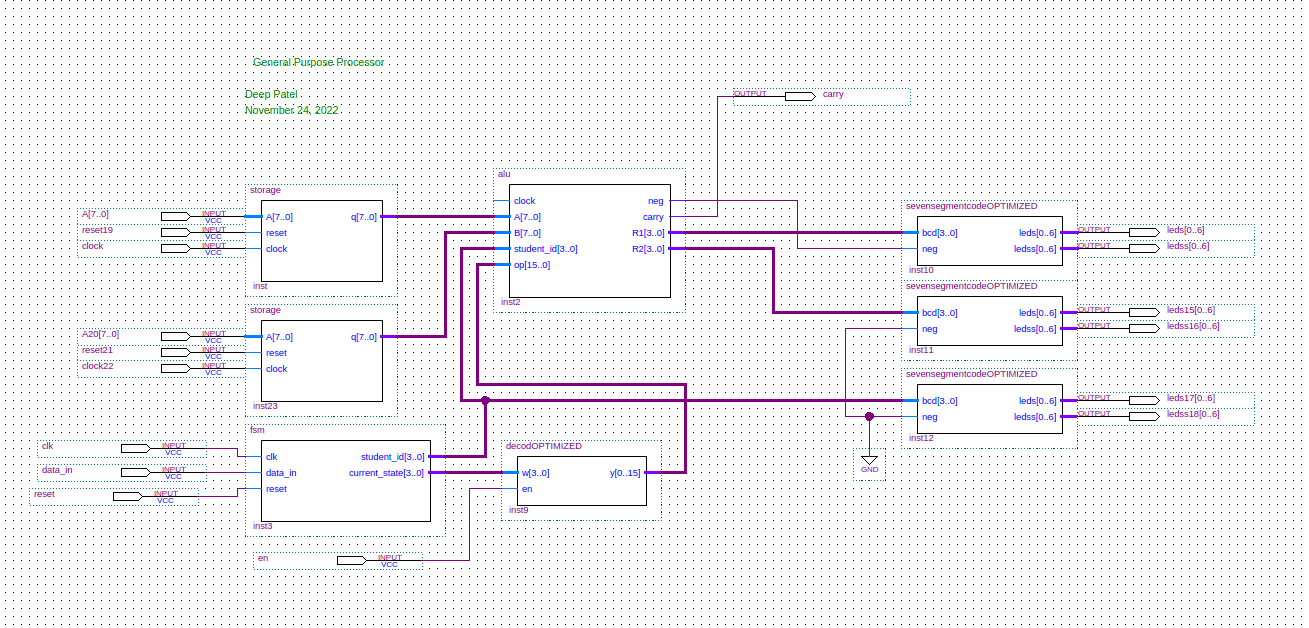 General Purpose Processor
Deep Patel
November 24, 2022
OUTPUT carry
storage
A[7..0] INPUT VCC A[7..0] q[7..0]
reset19 INPUT VCC reset
clock INPUT VCC clock
inst
alu
clock neg
A[7..0] carry
B[7..0] R1[3..0]
student_id[3..0] R2[3..0]
op[15..0]
inst2
sevensegmentcodeOPTIMIZED
bcd[3..0] leds[0..6] OUTPUT leds[0..6]
neg ledss[0..6] OUTPUT ledss[0..6]
inst10
storage
A20[7..0] INPUT VCC A[7..0] q[7..0]
reset21 INPUT VCC reset
clock22 INPUT VCC clock
inst23
sevensegmentcodeOPTIMIZED
bcd[3..0] leds[0..6] OUTPUT leds15[0..6]
neg ledss[0..6] OUTPUT ledss16[0..6]
inst11
sevensegmentcodeOPTIMIZED
bcd[3..0] leds[0..6] OUTPUT leds17[0..6]
neg ledss[0..6] OUTPUT ledss18[0..6]
inst12
GND
fsm
clk INPUT VCC clk student_id[3..0]
data_in INPUT VCC data_in current_state[3..0]
reset INPUT VCC reset
inst3
decodOPTIMIZED
w[3..0] y[0..15]
en
inst9
en INPUT VCC